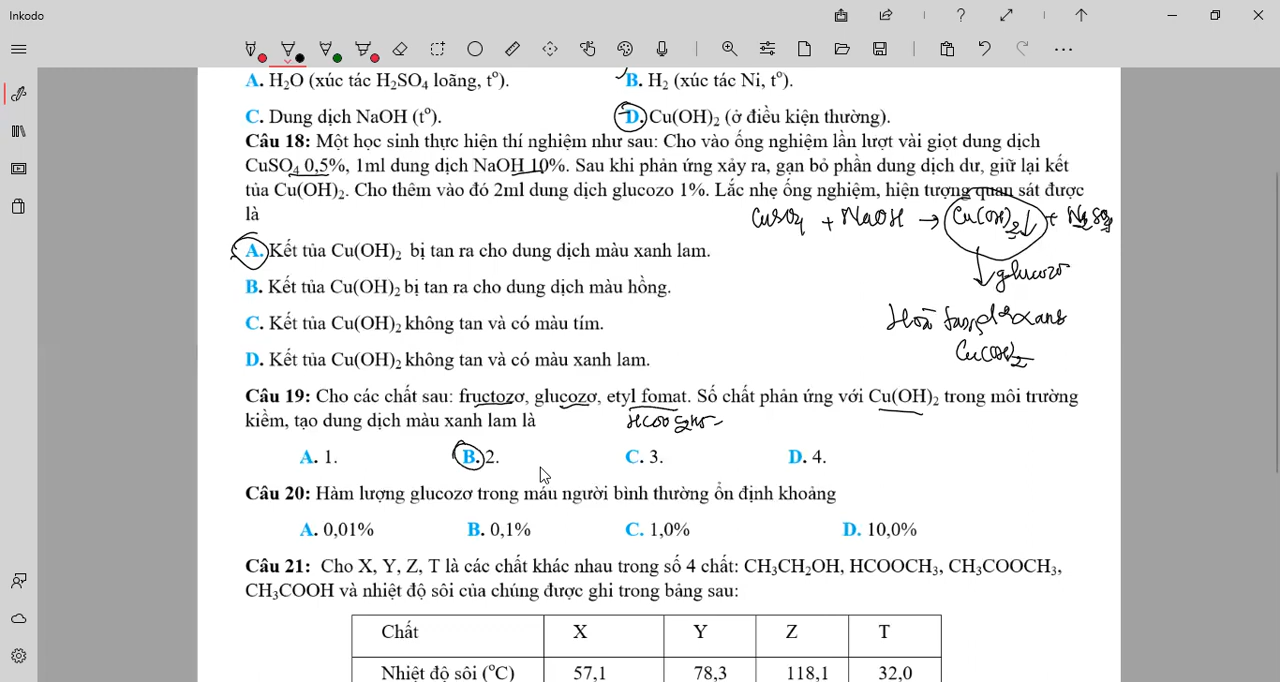 Inkodo
A. H₂O (xúc tác H₂SO₄ loãng, tº). B. H₂ (xúc tác Ni, tº).
C. Dung dịch NaOH (tº). D. Cu(OH)₂ (ở điều kiện thường).
Câu 18: Một học sinh thực hiện thí nghiệm như sau: Cho vào ống nghiệm lần lượt vài giọt dung dịch
CuSO₄ 0,5%, 1ml dung dịch NaOH 10%. Sau khi phản ứng xảy ra, gạn bỏ phần dung dịch dư, giữ lại kết
tủa Cu(OH)₂. Cho thêm vào đó 2ml dung dịch glucozo 1%. Lắc nhẹ ống nghiệm, hiện tượng quan sát được
là
CuSO₄ + NaOH → Cu(OH)₂↓ + Na₂SO₄
A. Kết tủa Cu(OH)₂ bị tan ra cho dung dịch màu xanh lam.
↓ glucozo
B. Kết tủa Cu(OH)₂ bị tan ra cho dung dịch màu hồng.
C. Kết tủa Cu(OH)₂ không tan và có màu tím.
Cu(OH)₂
D. Kết tủa Cu(OH)₂ không tan và có màu xanh lam.
Câu 19: Cho các chất sau: fructozơ, glucozơ, etyl fomat. Số chất phản ứng với Cu(OH)₂ trong môi trường
kiềm, tạo dung dịch màu xanh lam là
HCOOC₂H₅
A. 1. B. 2. C. 3. D. 4.
Câu 20: Hàm lượng glucozơ trong máu người bình thường ổn định khoảng
A. 0,01% B. 0,1% C. 1,0% D. 10,0%
Câu 21: Cho X, Y, Z, T là các chất khác nhau trong số 4 chất: CH₃CH₂OH, HCOOCH₃, CH₃COOCH₃,
CH₃COOH và nhiệt độ sôi của chúng được ghi trong bảng sau:
Chất X Y Z T
Nhiệt độ sôi (ºC) 57,1 78,3 118,1 32,0